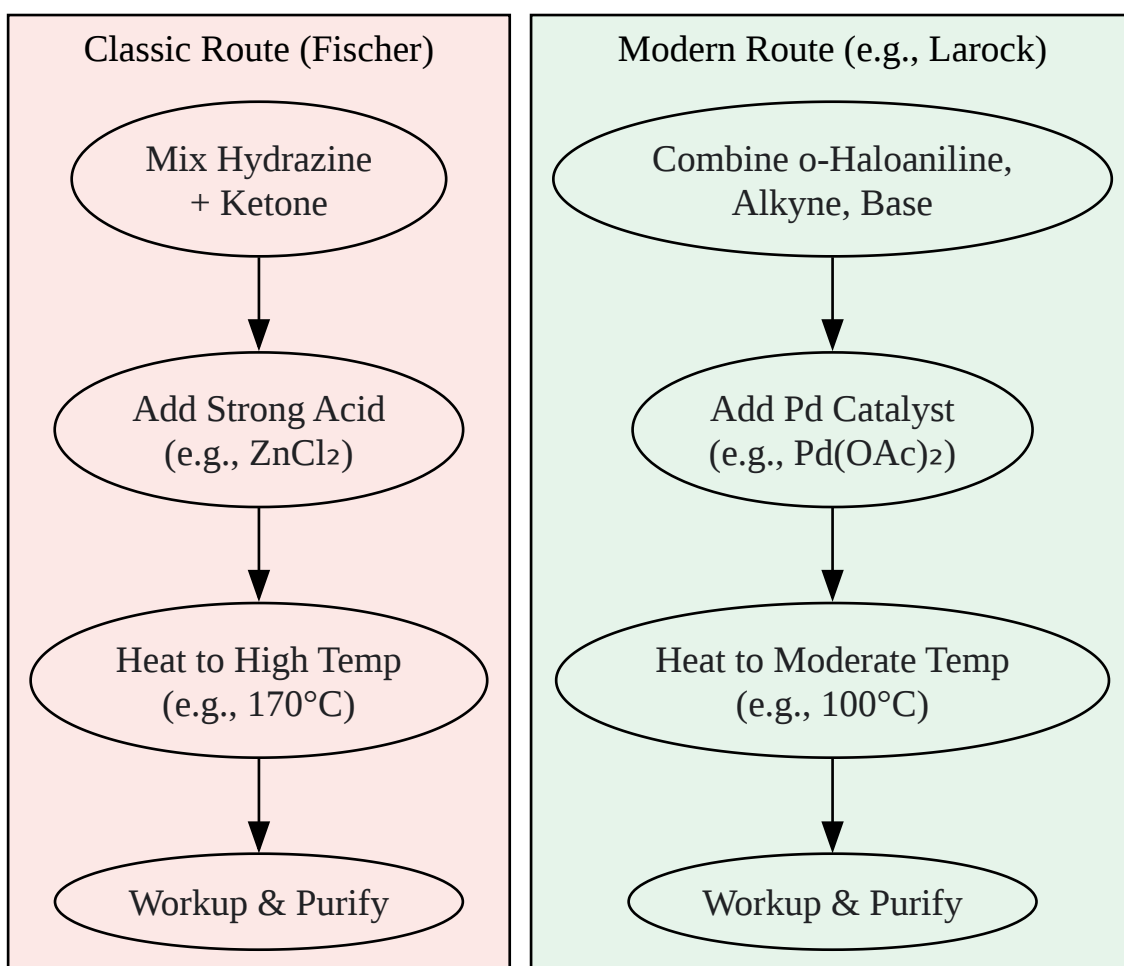 Classic Route (Fischer)
Mix Hydrazine
+ Ketone
Add Strong Acid
(e.g., ZnCl₂)
Heat to High Temp
(e.g., 170°C)
Workup & Purify
Modern Route (e.g., Larock)
Combine o-Haloaniline,
Alkyne, Base
Add Pd Catalyst
(e.g., Pd(OAc)₂)
Heat to Moderate Temp
(e.g., 100°C)
Workup & Purify